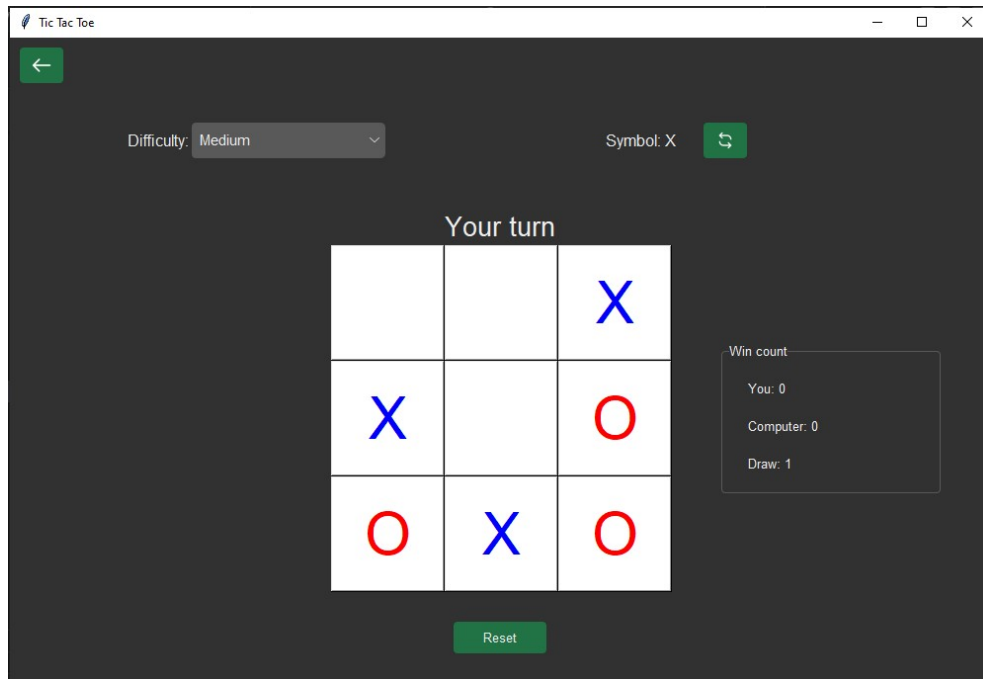 Tic Tac Toe
Difficulty: Medium
Symbol: X
Your turn
X
X O
O X O
Win count
You: 0
Computer: 0
Draw: 1
Reset